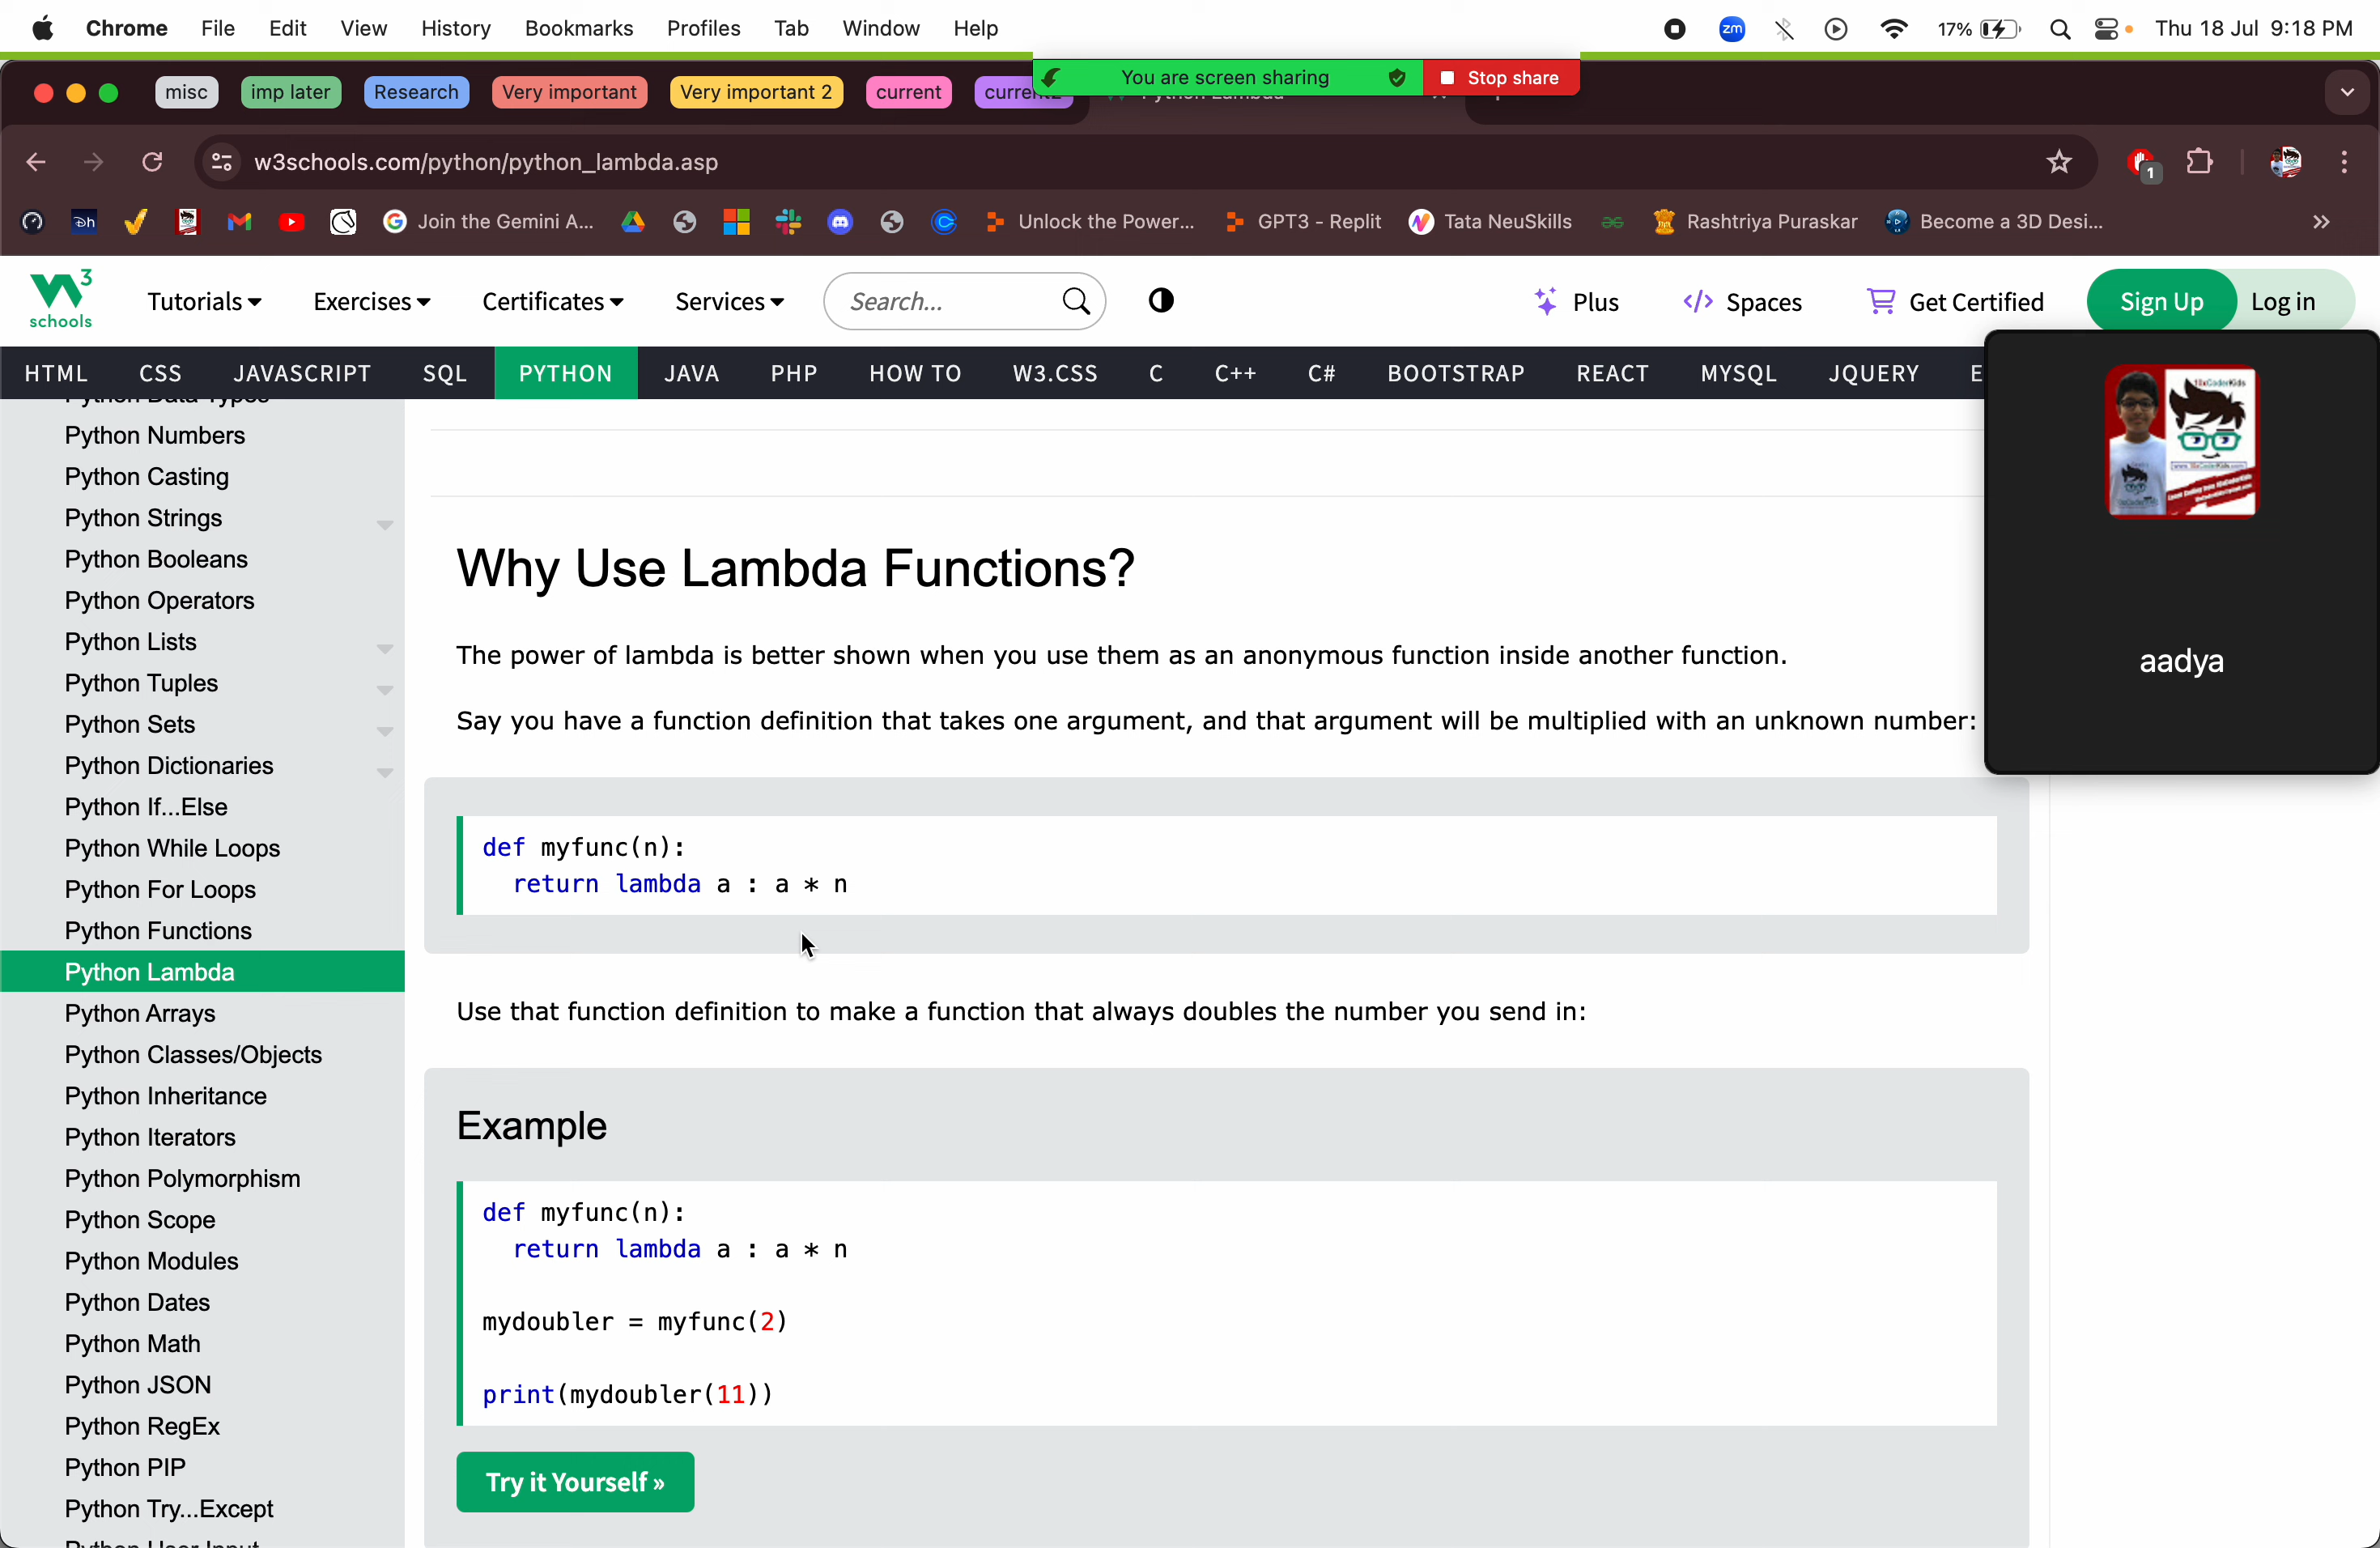 Chrome File Edit View History Bookmarks Profiles Tab Window Help
zm 17% Thu 18 Jul 9:18 PM
You are screen sharing Stop share
misc imp later Research Very important Very important 2 current
w3schools.com/python/python_lambda.asp
1
Join the Gemini A... Unlock the Power... GPT3 - Replit Tata NeuSkills Rashtriya Puraskar Become a 3D Desi...
W3 schools
Tutorials Exercises Certificates Services Search... Plus Spaces Get Certified Sign Up Log in
HTML CSS JAVASCRIPT SQL PYTHON JAVA PHP HOW TO W3.CSS C C++ C# BOOTSTRAP REACT MYSQL JQUERY
aadya
Python Data Types
Python Numbers
Python Casting
Python Strings
Python Booleans
Python Operators
Python Lists
Python Tuples
Python Sets
Python Dictionaries
Python If...Else
Python While Loops
Python For Loops
Python Functions
Python Lambda
Python Arrays
Python Classes/Objects
Python Inheritance
Python Iterators
Python Polymorphism
Python Scope
Python Modules
Python Dates
Python Math
Python JSON
Python RegEx
Python PIP
Python Try...Except
Why Use Lambda Functions?
The power of lambda is better shown when you use them as an anonymous function inside another function.
Say you have a function definition that takes one argument, and that argument will be multiplied with an unknown number:
def myfunc(n):
return lambda a : a * n
Use that function definition to make a function that always doubles the number you send in:
Example
def myfunc(n):
return lambda a : a * n
mydoubler = myfunc(2)
print(mydoubler(11))
Try it Yourself »